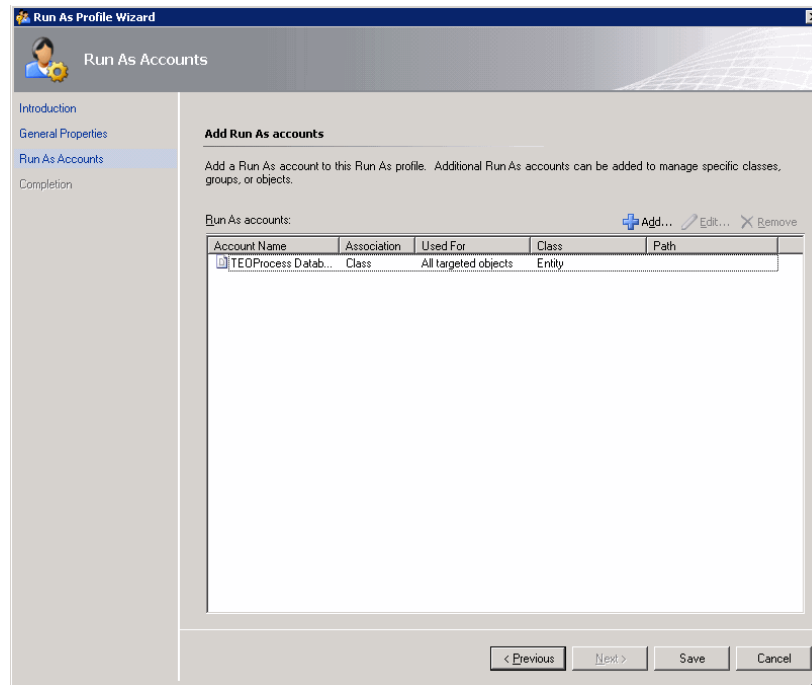 Run As Profile Wizard
Run As Accounts
Introduction
General Properties
Run As Accounts
Completion
Add Run As accounts
Add a Run As account to this Run As profile. Additional Run As accounts can be added to manage specific classes,
groups, or objects.
Run As accounts:
Add... Edit... Remove
Account Name Association Used For Class Path
TEOProcess Datab... Class All targeted objects Entity
< Previous Next > Save Cancel